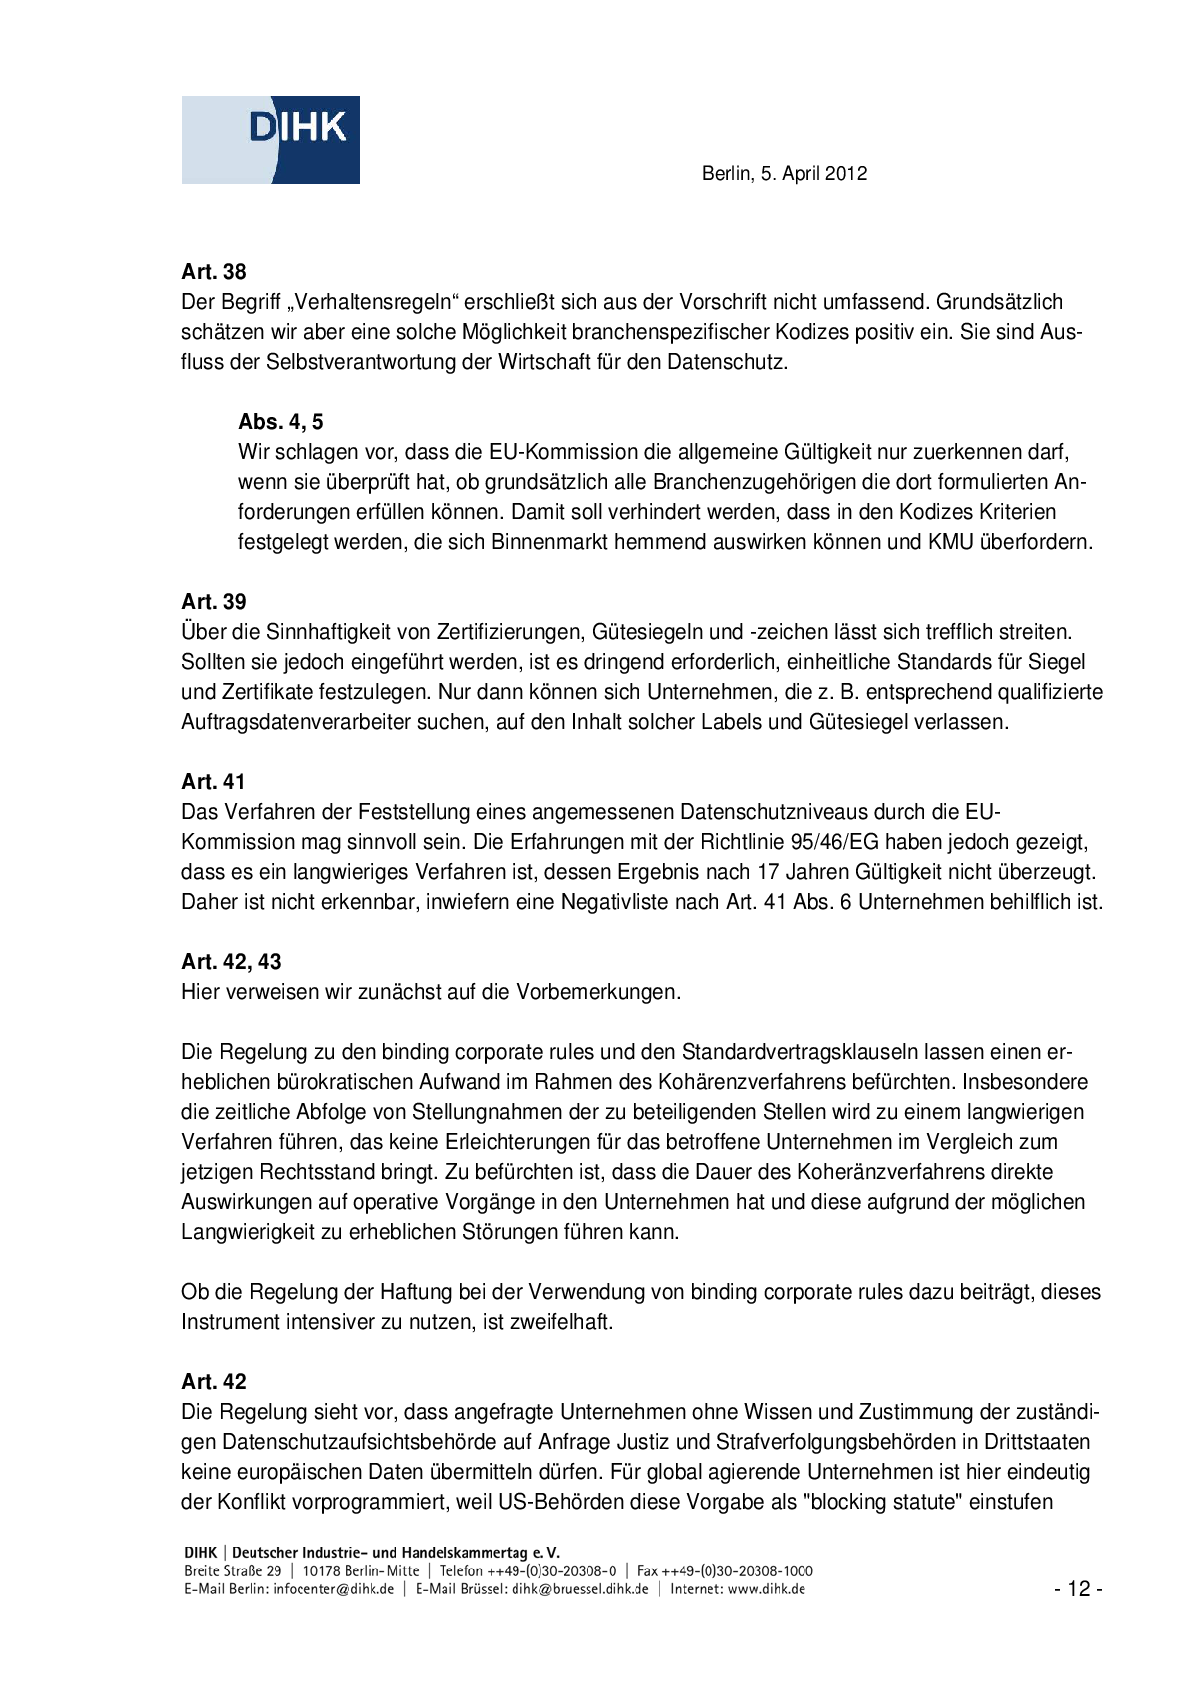 DIHK
Berlin, 5. April 2012
Art. 38
Der Begriff „Verhaltensregeln“ erschließt sich aus der Vorschrift nicht umfassend. Grundsätzlich
schätzen wir aber eine solche Möglichkeit branchenspezifischer Kodizes positiv ein. Sie sind Aus-
fluss der Selbstverantwortung der Wirtschaft für den Datenschutz.
Abs. 4, 5
Wir schlagen vor, dass die EU-Kommission die allgemeine Gültigkeit nur zuerkennen darf,
wenn sie überprüft hat, ob grundsätzlich alle Branchenzugehörigen die dort formulierten An-
forderungen erfüllen können. Damit soll verhindert werden, dass in den Kodizes Kriterien
festgelegt werden, die sich Binnenmarkt hemmend auswirken können und KMU überfordern.
Art. 39
Über die Sinnhaftigkeit von Zertifizierungen, Gütesiegeln und -zeichen lässt sich trefflich streiten.
Sollten sie jedoch eingeführt werden, ist es dringend erforderlich, einheitliche Standards für Siegel
und Zertifikate festzulegen. Nur dann können sich Unternehmen, die z. B. entsprechend qualifizierte
Auftragsdatenverarbeiter suchen, auf den Inhalt solcher Labels und Gütesiegel verlassen.
Art. 41
Das Verfahren der Feststellung eines angemessenen Datenschutzniveaus durch die EU-
Kommission mag sinnvoll sein. Die Erfahrungen mit der Richtlinie 95/46/EG haben jedoch gezeigt,
dass es ein langwieriges Verfahren ist, dessen Ergebnis nach 17 Jahren Gültigkeit nicht überzeugt.
Daher ist nicht erkennbar, inwiefern eine Negativliste nach Art. 41 Abs. 6 Unternehmen behilflich ist.
Art. 42, 43
Hier verweisen wir zunächst auf die Vorbemerkungen.
Die Regelung zu den binding corporate rules und den Standardvertragsklauseln lassen einen er-
heblichen bürokratischen Aufwand im Rahmen des Kohärenzverfahrens befürchten. Insbesondere
die zeitliche Abfolge von Stellungnahmen der zu beteiligenden Stellen wird zu einem langwierigen
Verfahren führen, das keine Erleichterungen für das betroffene Unternehmen im Vergleich zum
jetzigen Rechtsstand bringt. Zu befürchten ist, dass die Dauer des Koheränzverfahrens direkte
Auswirkungen auf operative Vorgänge in den Unternehmen hat und diese aufgrund der möglichen
Langwierigkeit zu erheblichen Störungen führen kann.
Ob die Regelung der Haftung bei der Verwendung von binding corporate rules dazu beiträgt, dieses
Instrument intensiver zu nutzen, ist zweifelhaft.
Art. 42
Die Regelung sieht vor, dass angefragte Unternehmen ohne Wissen und Zustimmung der zuständi-
gen Datenschutzaufsichtsbehörde auf Anfrage Justiz und Strafverfolgungsbehörden in Drittstaaten
keine europäischen Daten übermitteln dürfen. Für global agierende Unternehmen ist hier eindeutig
der Konflikt vorprogrammiert, weil US-Behörden diese Vorgabe als "blocking statute" einstufen
DIHK | Deutscher Industrie- und Handelskammertag e. V.
Breite Straße 29 | 10178 Berlin-Mitte | Telefon ++49-(0)30-20308-0 | Fax ++49-(0)30-20308-1000
E-Mail Berlin: infocenter@dihk.de | E-Mail Brüssel: dihk@bruessel.dihk.de | Internet: www.dihk.de
- 12 -